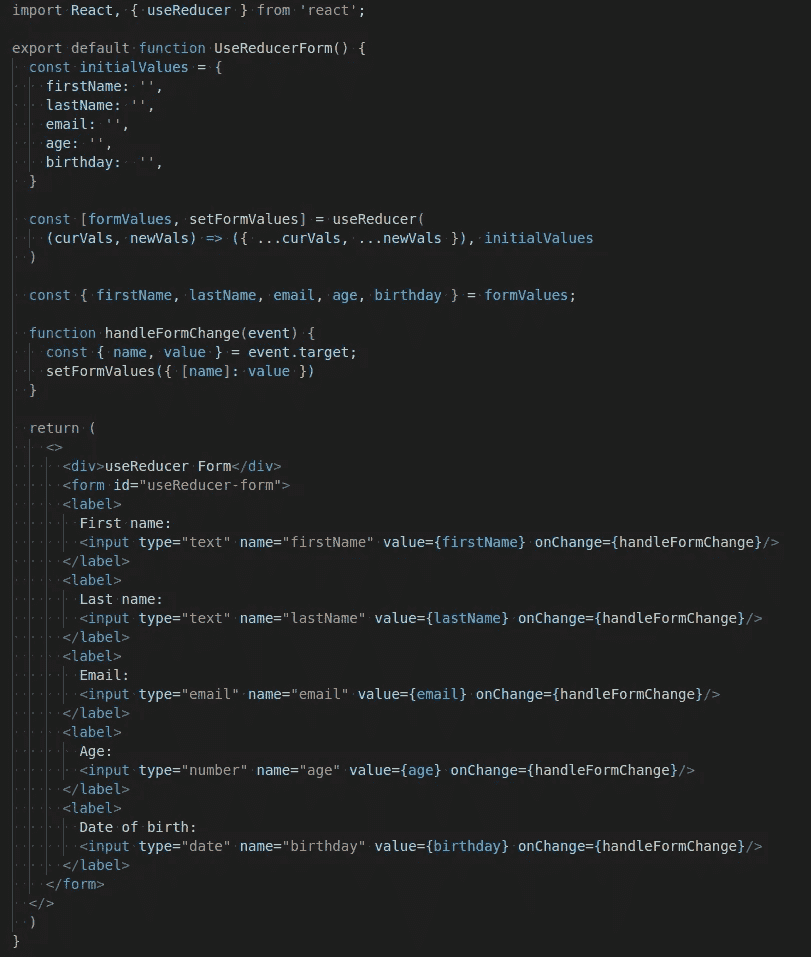 import React, { useReducer } from 'react';

export default function UseReducerForm() {
  const initialValues = {
    firstName: '',
    lastName: '',
    email: '',
    age: '',
    birthday:  '',
  }

  const [formValues, setFormValues] = useReducer(
    (curVals, newVals) => ({ ...curVals, ...newVals }), initialValues
  )

  const { firstName, lastName, email, age, birthday } = formValues;

  function handleFormChange(event) {
    const { name, value } = event.target;
    setFormValues({ [name]: value })
  }

  return (
    <>
      <div>useReducer Form</div>
      <form id="useReducer-form">
      <label>
        First name:
        <input type="text" name="firstName" value={firstName} onChange={handleFormChange}/>
      </label>
      <label>
        Last name:
        <input type="text" name="lastName" value={lastName} onChange={handleFormChange}/>
      </label>
      <label>
        Email:
        <input type="email" name="email" value={email} onChange={handleFormChange}/>
      </label>
      <label>
        Age:
        <input type="number" name="age" value={age} onChange={handleFormChange}/>
      </label>
      <label>
        Date of birth:
        <input type="date" name="birthday" value={birthday} onChange={handleFormChange}/>
      </label>
    </form>
  </>
  )
}